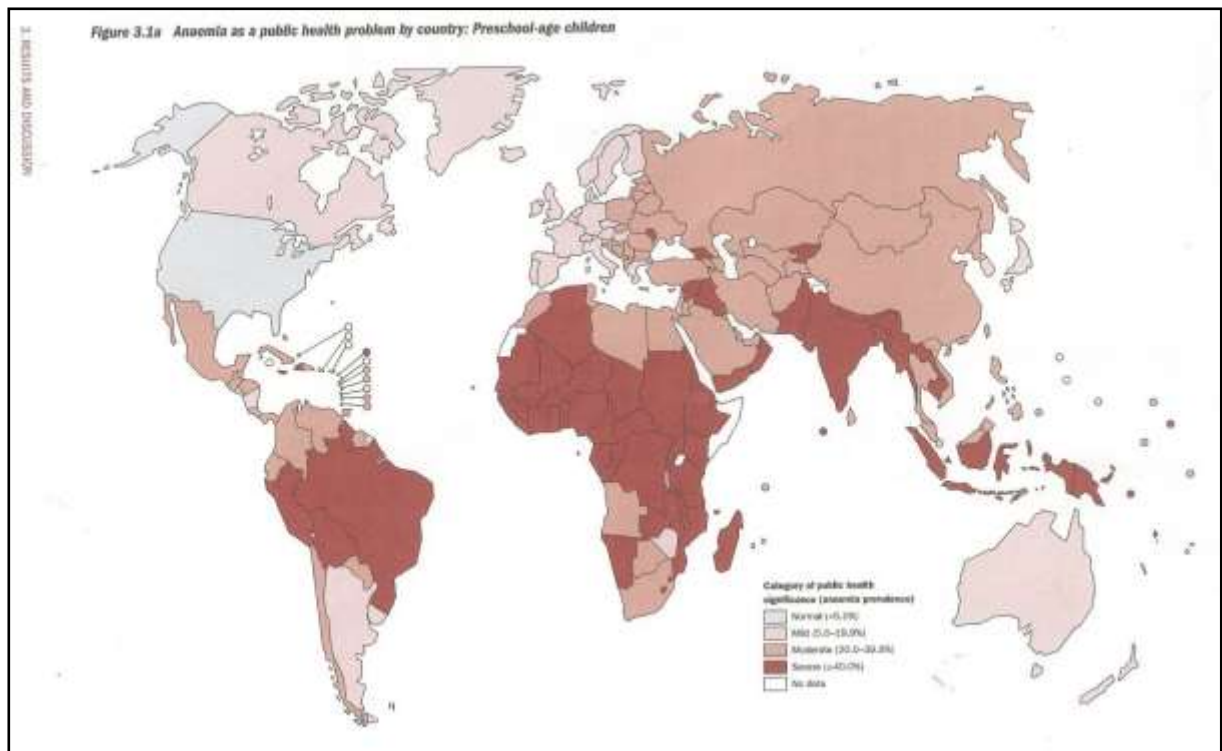 Figure 3.1a Anaemia as a public health problem by country: Preschool-age children
3. RESULTS AND DISCUSSION
Category of public health
significance (anaemia prevalence)
Normal (<5.0%)
Mild (5.0–19.9%)
Moderate (20.0–39.9%)
Severe (≥40.0%)
No data